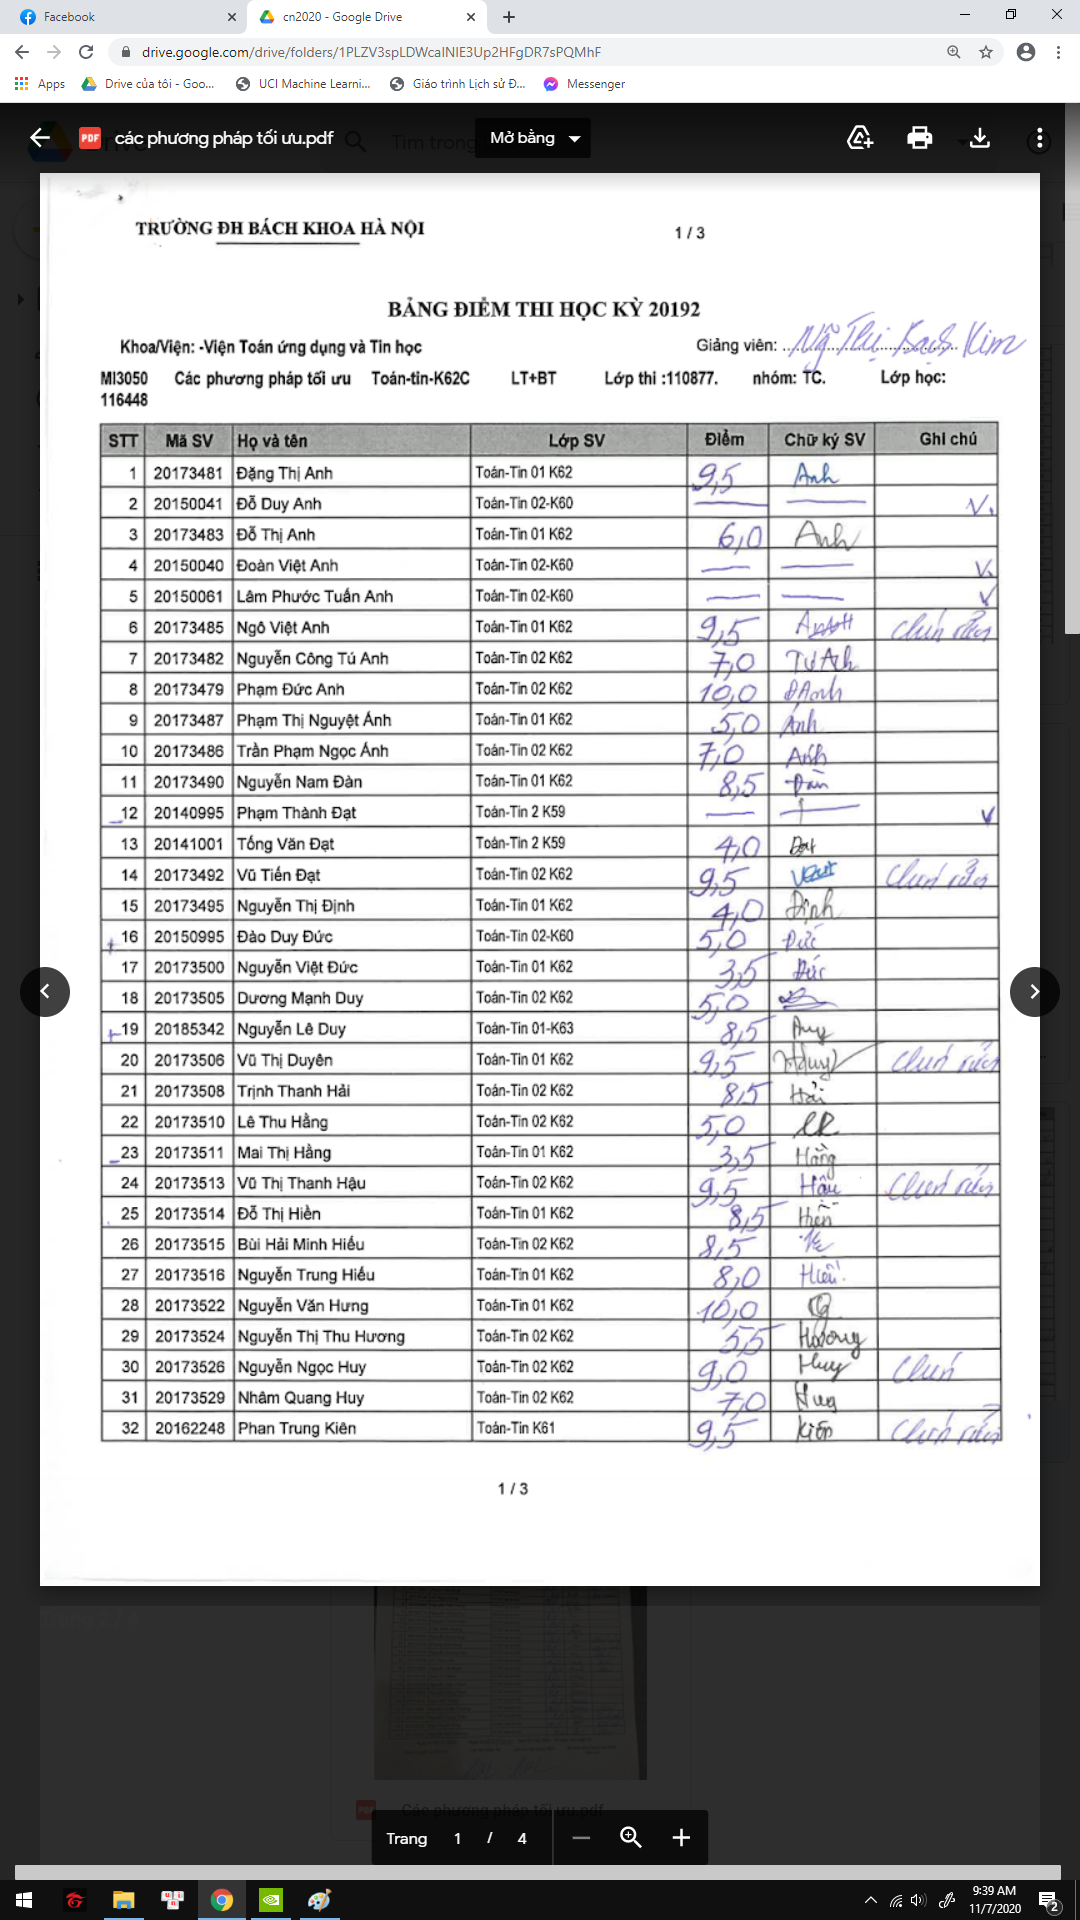 Facebook
cn2020 - Google Drive
drive.google.com/drive/folders/1PLZV3spLDWcaINIE3Up2HFgDR7sPQMhF
Apps Drive của tôi - Goo... UCI Machine Learni... Giáo trình Lịch sử Đ... Messenger
PDF các phương pháp tối ưu.pdf Mở bằng
TRƯỜNG ĐH BÁCH KHOA HÀ NỘI 1 / 3
BẢNG ĐIỂM THI HỌC KỲ 20192
Khoa/Viện: -Viện Toán ứng dụng và Tin học Giảng viên: Ng Thị Bạch Kim
MI3050 Các phương pháp tối ưu Toán-tin-K62C LT+BT Lớp thi :110877. nhóm: TC. Lớp học:
116448
STT Mã SV Họ và tên Lớp SV Điểm Chữ ký SV Ghi chú
1 20173481 Đặng Thị Anh Toán-Tin 01 K62 9,5 Anh
2 20150041 Đỗ Duy Anh Toán-Tin 02-K60 V.
3 20173483 Đỗ Thị Anh Toán-Tin 01 K62 6,0 Anh
4 20150040 Đoàn Việt Anh Toán-Tin 02-K60 V.
5 20150061 Lâm Phước Tuấn Anh Toán-Tin 02-K60 V
6 20173485 Ngô Việt Anh Toán-Tin 01 K62 9,5
7 20173482 Nguyễn Công Tú Anh Toán-Tin 02 K62 7,0 Tú Anh
8 20173479 Phạm Đức Anh Toán-Tin 02 K62 10,0 ĐAnh
9 20173487 Phạm Thị Nguyệt Ánh Toán-Tin 01 K62 5,0 Ánh
10 20173486 Trần Phạm Ngọc Ánh Toán-Tin 02 K62 7,0 Ánh
11 20173490 Nguyễn Nam Đàn Toán-Tin 01 K62 8,5 Đàn
12 20140995 Phạm Thành Đạt Toán-Tin 2 K59 V
13 20141001 Tống Văn Đạt Toán-Tin 2 K59 4,0 Đạt
14 20173492 Vũ Tiến Đạt Toán-Tin 02 K62 9,5
15 20173495 Nguyễn Thị Định Toán-Tin 01 K62 4,0 Định
+ 16 20150995 Đào Duy Đức Toán-Tin 02-K60 5,0 Đức
17 20173500 Nguyễn Việt Đức Toán-Tin 01 K62 3,5 Đức
18 20173505 Dương Mạnh Duy Toán-Tin 02 K62 5,0
+ 19 20185342 Nguyễn Lê Duy Toán-Tin 01-K63 8,5 Duy
20 20173506 Vũ Thị Duyên Toán-Tin 01 K62 9,5
21 20173508 Trịnh Thanh Hải Toán-Tin 02 K62 8,5 Hải
22 20173510 Lê Thu Hằng Toán-Tin 02 K62 5,0
23 20173511 Mai Thị Hằng Toán-Tin 01 K62 3,5 Hằng
24 20173513 Vũ Thị Thanh Hậu Toán-Tin 02 K62 9,5 Hậu
25 20173514 Đỗ Thị Hiền Toán-Tin 01 K62 8,5 Hiền
26 20173515 Bùi Hải Minh Hiếu Toán-Tin 02 K62 8,5
27 20173516 Nguyễn Trung Hiếu Toán-Tin 01 K62 8,0 Hiếu
28 20173522 Nguyễn Văn Hưng Toán-Tin 01 K62 10,0
29 20173524 Nguyễn Thị Thu Hương Toán-Tin 02 K62 5,5 Hương
30 20173526 Nguyễn Ngọc Huy Toán-Tin 02 K62 9,0 Huy
31 20173529 Nhâm Quang Huy Toán-Tin 02 K62 7,0 Huy
32 20162248 Phan Trung Kiên Toán-Tin K61 9,5 Kiên
1 / 3
Các phương pháp tối ưu.pdf
Trang 1 / 4
9:39 AM
11/7/2020
2